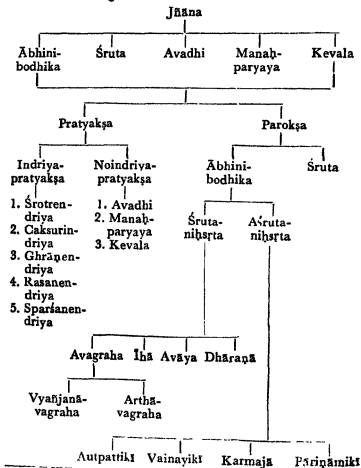 Jñāna
Ābhini-
bodhika
Śruta
Avadhi
Manaḥ-
paryaya
Kevala
Pratyakṣa
Parokṣa
Indriya-
pratyakṣa
1. Śrotren-
driya
2. Caksurin-
driya
3. Ghrāṇen-
driya
4. Rasanen-
driya
5. Sparśanen-
driya
Noindriya-
pratyakṣa
1. Avadhi
2. Manaḥ-
paryaya
3. Kevala
Ābhini-
bodhika
Śruta
Śruta-
niḥsṛta
Aśruta-
niḥsṛta
Avagraha Īhā Avāya Dhāraṇā
Vyañjanā-
vagraha
Arthā-
vagraha
Autpattikī Vainayikī Karmajā Pāriṇāmikī